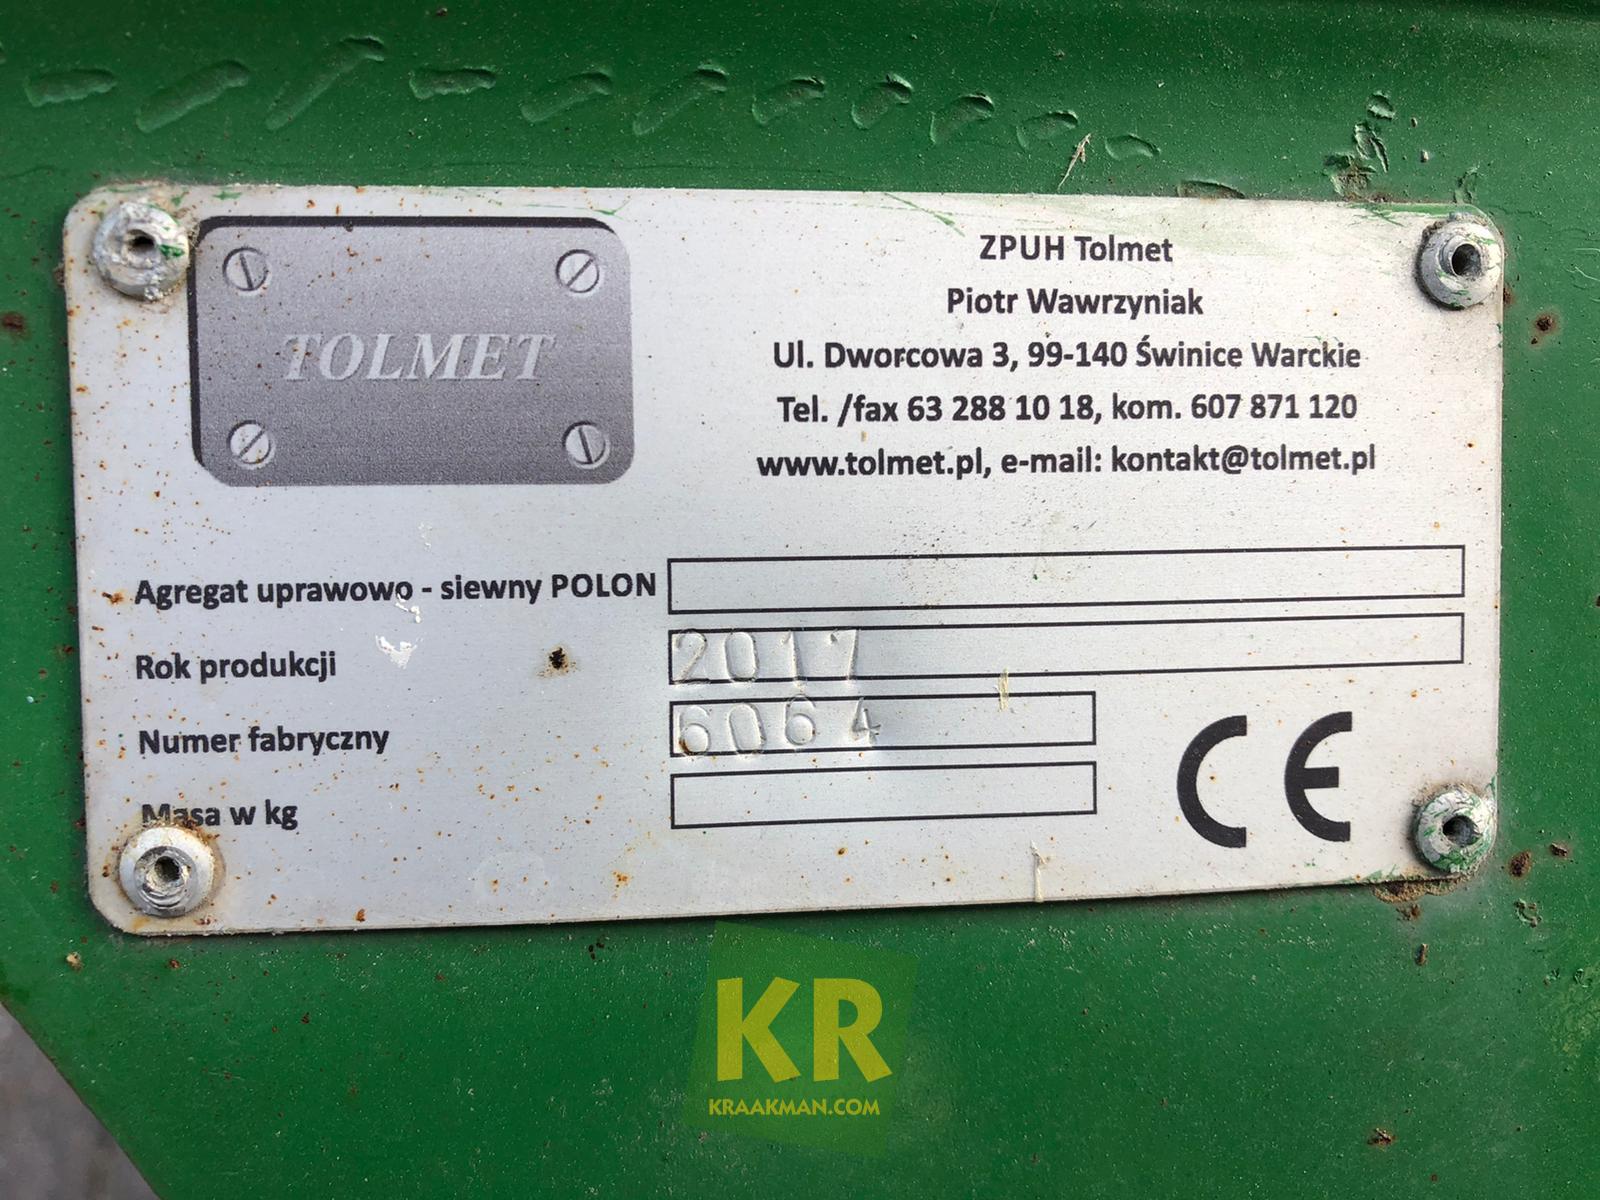 TOLMET
ZPUH Tolmet
Piotr Wawrzyniak
Ul. Dworcowa 3, 99-140 Świnice Warckie
Tel. /fax 63 288 10 18, kom. 607 871 120
www.tolmet.pl, e-mail: kontakt@tolmet.pl
Agregat uprawowo - siewny POLON
Rok produkcji 2017
Numer fabryczny 6064
Masa w kg
CE
KR
KRAAKMAN.COM